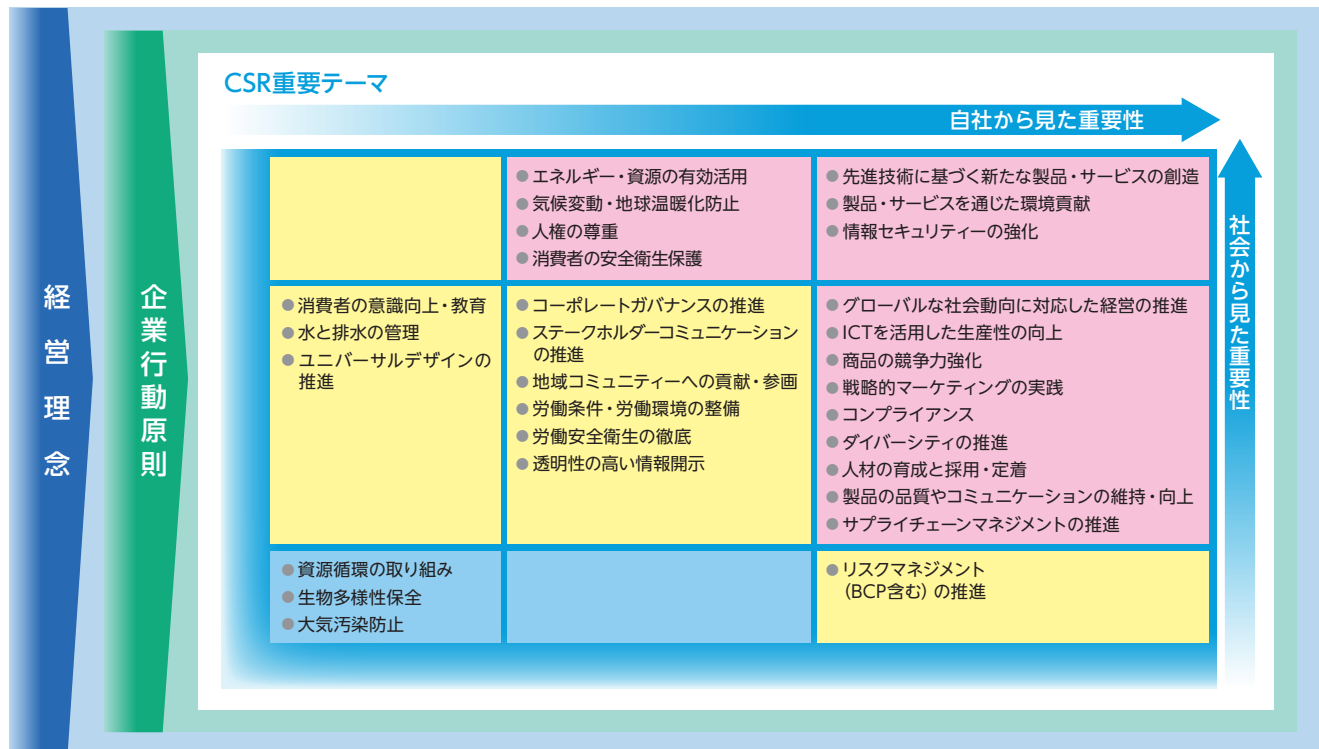 経営理念
企業行動原則
CSR重要テーマ
自社から見た重要性
社会から見た重要性
●エネルギー・資源の有効活用
●気候変動・地球温暖化防止
●人権の尊重
●消費者の安全衛生保護
●先進技術に基づく新たな製品・サービスの創造
●製品・サービスを通じた環境貢献
●情報セキュリティーの強化
●消費者の意識向上・教育
●水と排水の管理
●ユニバーサルデザインの
推進
●コーポレートガバナンスの推進
●ステークホルダーコミュニケーション
の推進
●地域コミュニティーへの貢献・参画
●労働条件・労働環境の整備
●労働安全衛生の徹底
●透明性の高い情報開示
●グローバルな社会動向に対応した経営の推進
●ICTを活用した生産性の向上
●商品の競争力強化
●戦略的マーケティングの実践
●コンプライアンス
●ダイバーシティの推進
●人材の育成と採用・定着
●製品の品質やコミュニケーションの維持・向上
●サプライチェーンマネジメントの推進
●資源循環の取り組み
●生物多様性保全
●大気汚染防止
●リスクマネジメント
（BCP含む）の推進